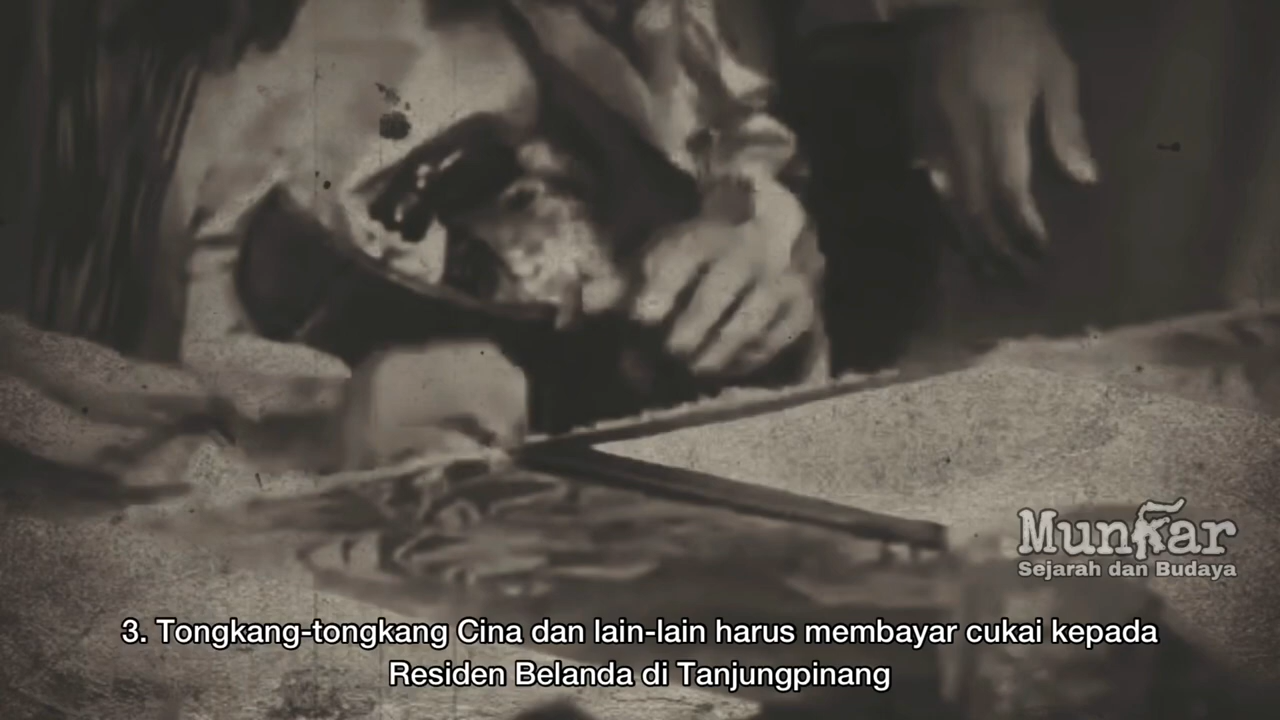 Munkar
Sejarah dan Budaya
3. Tongkang-tongkang Cina dan lain-lain harus membayar cukai kepada
Residen Belanda di Tanjungpinang